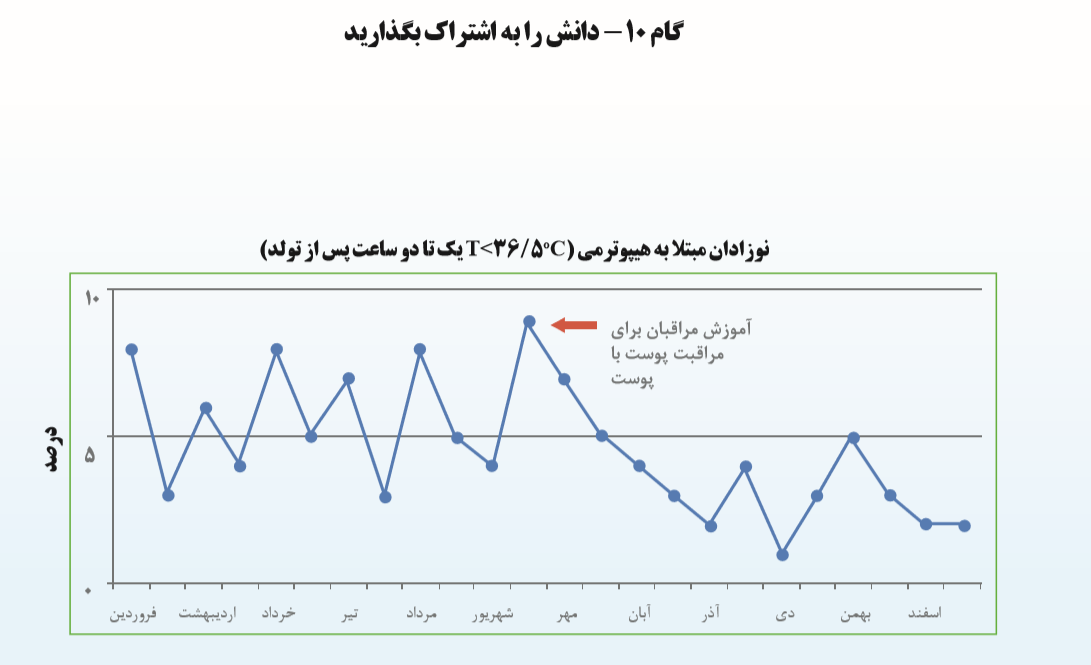 گام ۱۰ – دانش را به اشتراک بگذارید
نوزادان مبتلا به هیپوترمی (T<۳۶/۵°C یک تا دو ساعت پس از تولد)
۱۰
آموزش مراقبان برای
مراقبت پوست با
پوست
درصد
۵
۰
فروردین اردیبهشت خرداد تیر مرداد شهریور مهر آبان آذر دی بهمن اسفند